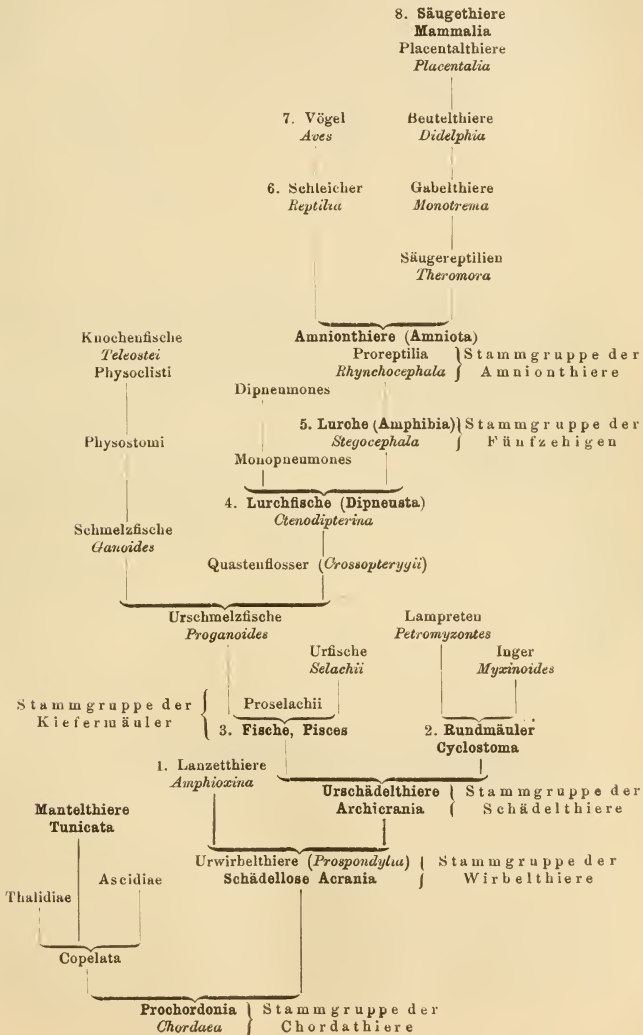 8. Säugethiere
Mammalia
Placentalthiere
Placentalia
7. Vögel
Aves
Beutelthiere
Didelphia
6. Schleicher
Reptilia
Gabelthiere
Monotrema
Säugereptilien
Theromora
Knochenfische
Teleostei
Physoclisti
Amnionthiere (Amniota)
Proreptilia
Rhynchocephala
Stammgruppe der
Amnionthiere
Dipneumones
5. Lurche (Amphibia)
Stegocephala
Stammgruppe der
Fünfzehigen
Physostomi
Monopneumones
4. Lurchfische (Dipneusta)
Ctenodipterina
Schmelzfische
Ganoides
Quastenflosser (Crossopterygii)
Urschmelzfische
Proganoides
Lampreten
Petromyzontes
Urfische
Selachii
Inger
Myxinoides
Stammgruppe der
Kiefermäuler
Proselachii
3. Fische, Pisces
2. Rundmäuler
Cyclostoma
1. Lanzetthiere
Amphioxina
Urschädelthiere
Archicrania
Stammgruppe der
Schädelthiere
Mantelthiere
Tunicata
Urwirbelthiere (Prospondylia)
Schädellose Acrania
Stammgruppe der
Wirbelthiere
Thalidiae
Ascidiae
Copelata
Prochordonia
Chordaea
Stammgruppe der
Chordathiere